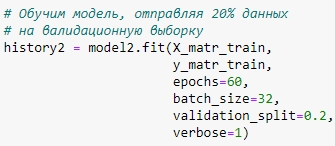 # Обучим модель, отправляя 20% данных
# на валидационную выборку
history2 = model2.fit(X_matr_train,
y_matr_train,
epochs=60,
batch_size=32,
validation_split=0.2,
verbose=1)